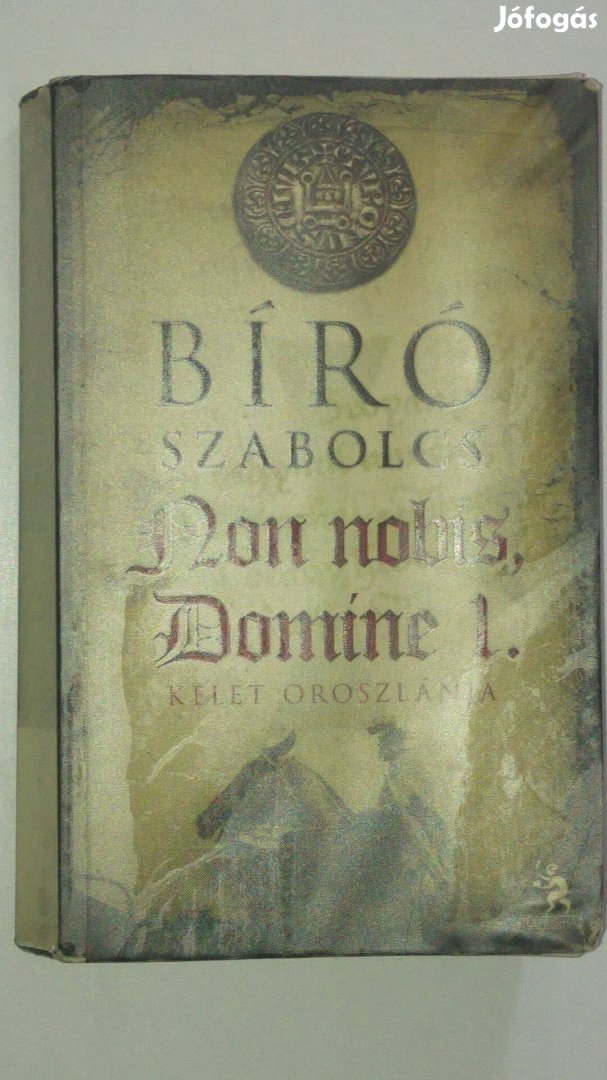 Jófogás
BÍRÓ
SZABOLCS
Non nobis,
Domine 1.
KELET OROSZLÁNJA